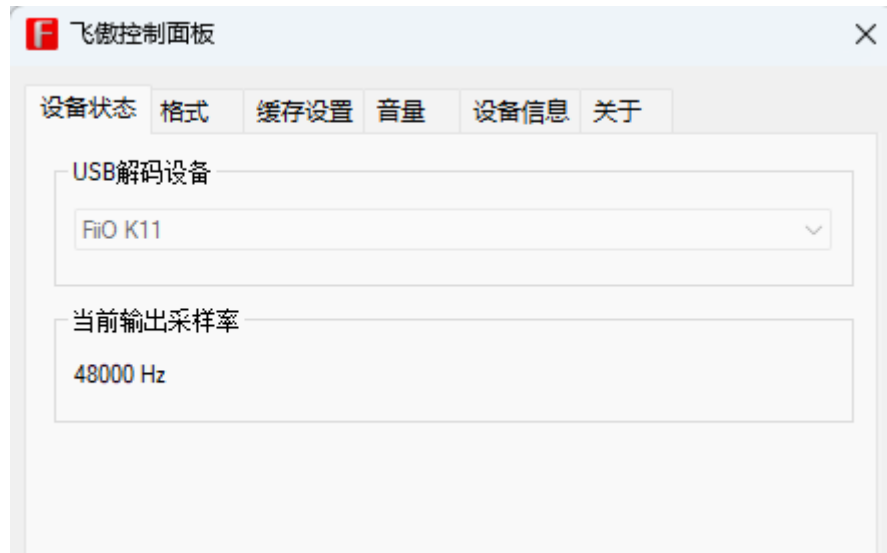 飞傲控制面板
设备状态 格式 缓存设置 音量 设备信息 关于
USB解码设备
FiiO K11
当前输出采样率
48000 Hz